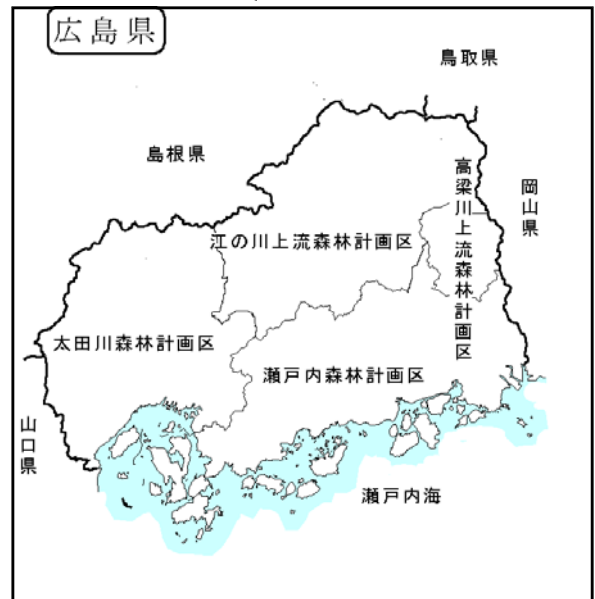 広島県
鳥取県
島根県
岡山県
高梁川上流森林計画区
江の川上流森林計画区
太田川森林計画区
瀬戸内森林計画区
山口県
瀬戸内海